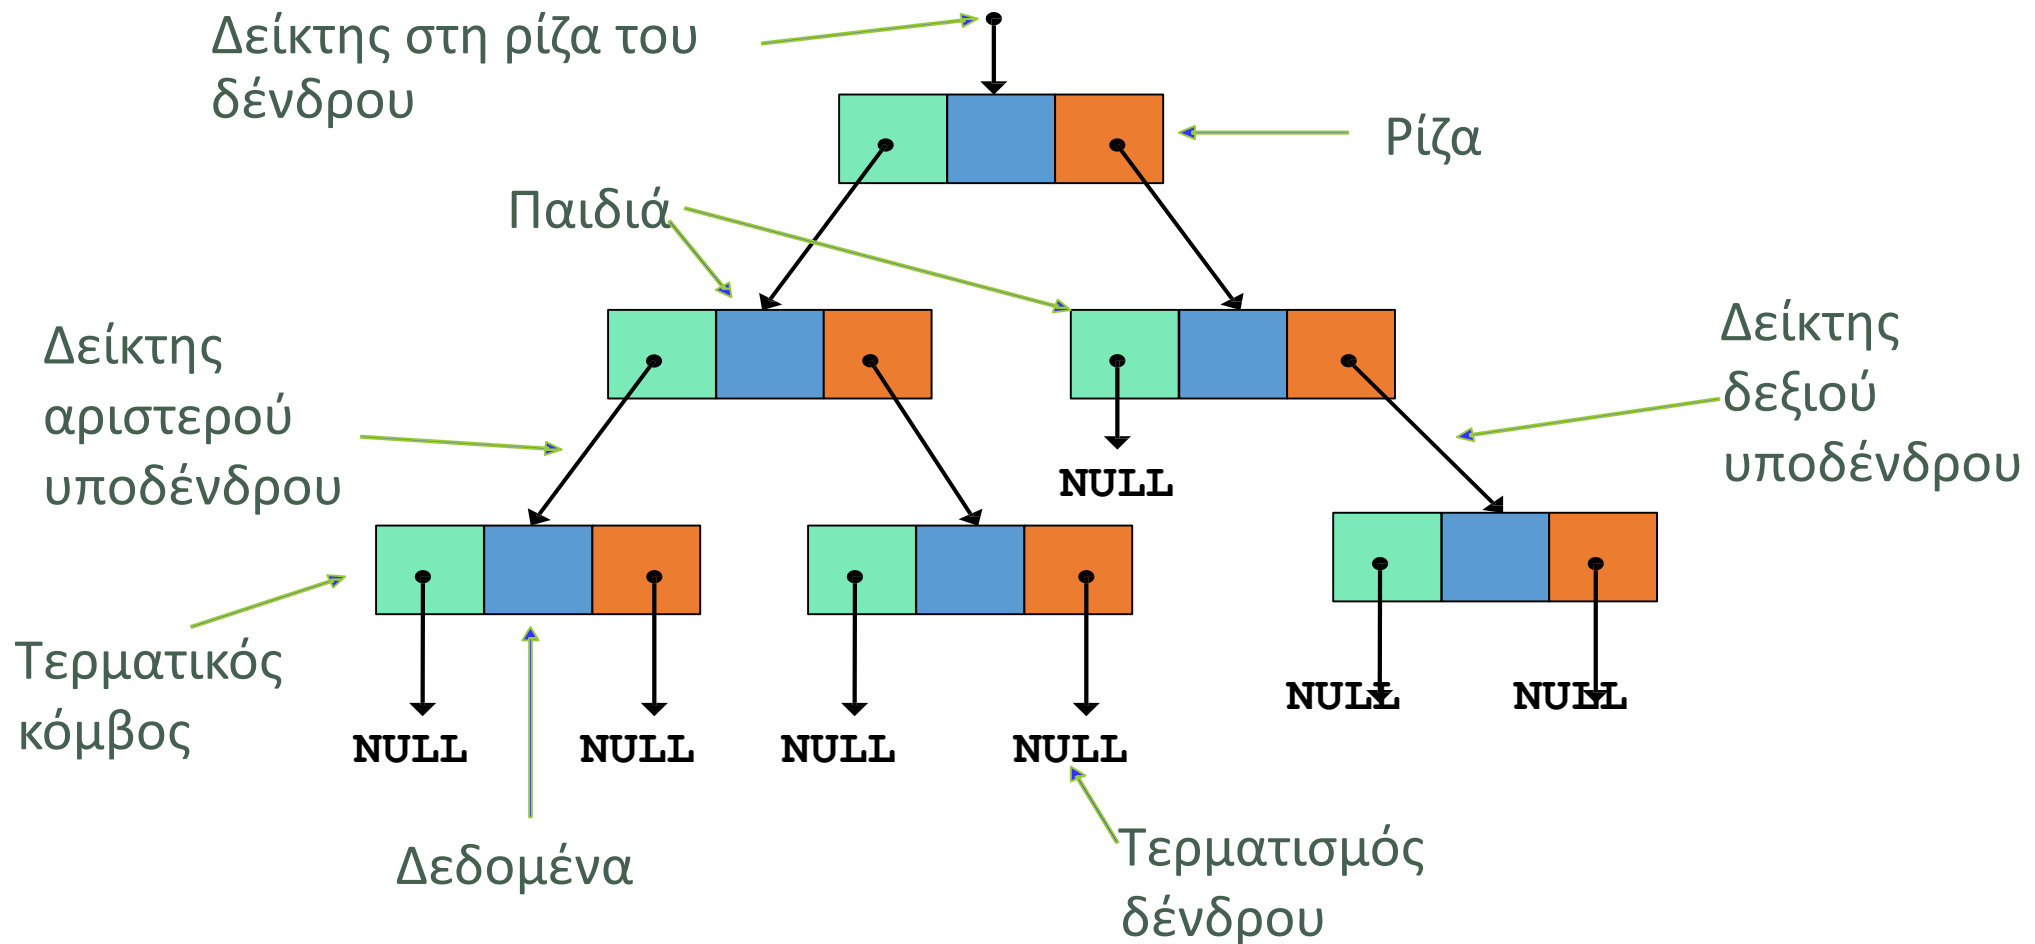 Δείκτης στη ρίζα του
δένδρου
Ρίζα
Παιδιά
Δείκτης
αριστερού
υποδένδρου
Δείκτης
δεξιού
υποδένδρου
NULL
Τερματικός
κόμβος
NULL
NULL
NULL
NULL
NULL
NULL
Δεδομένα
Τερματισμός
δένδρου